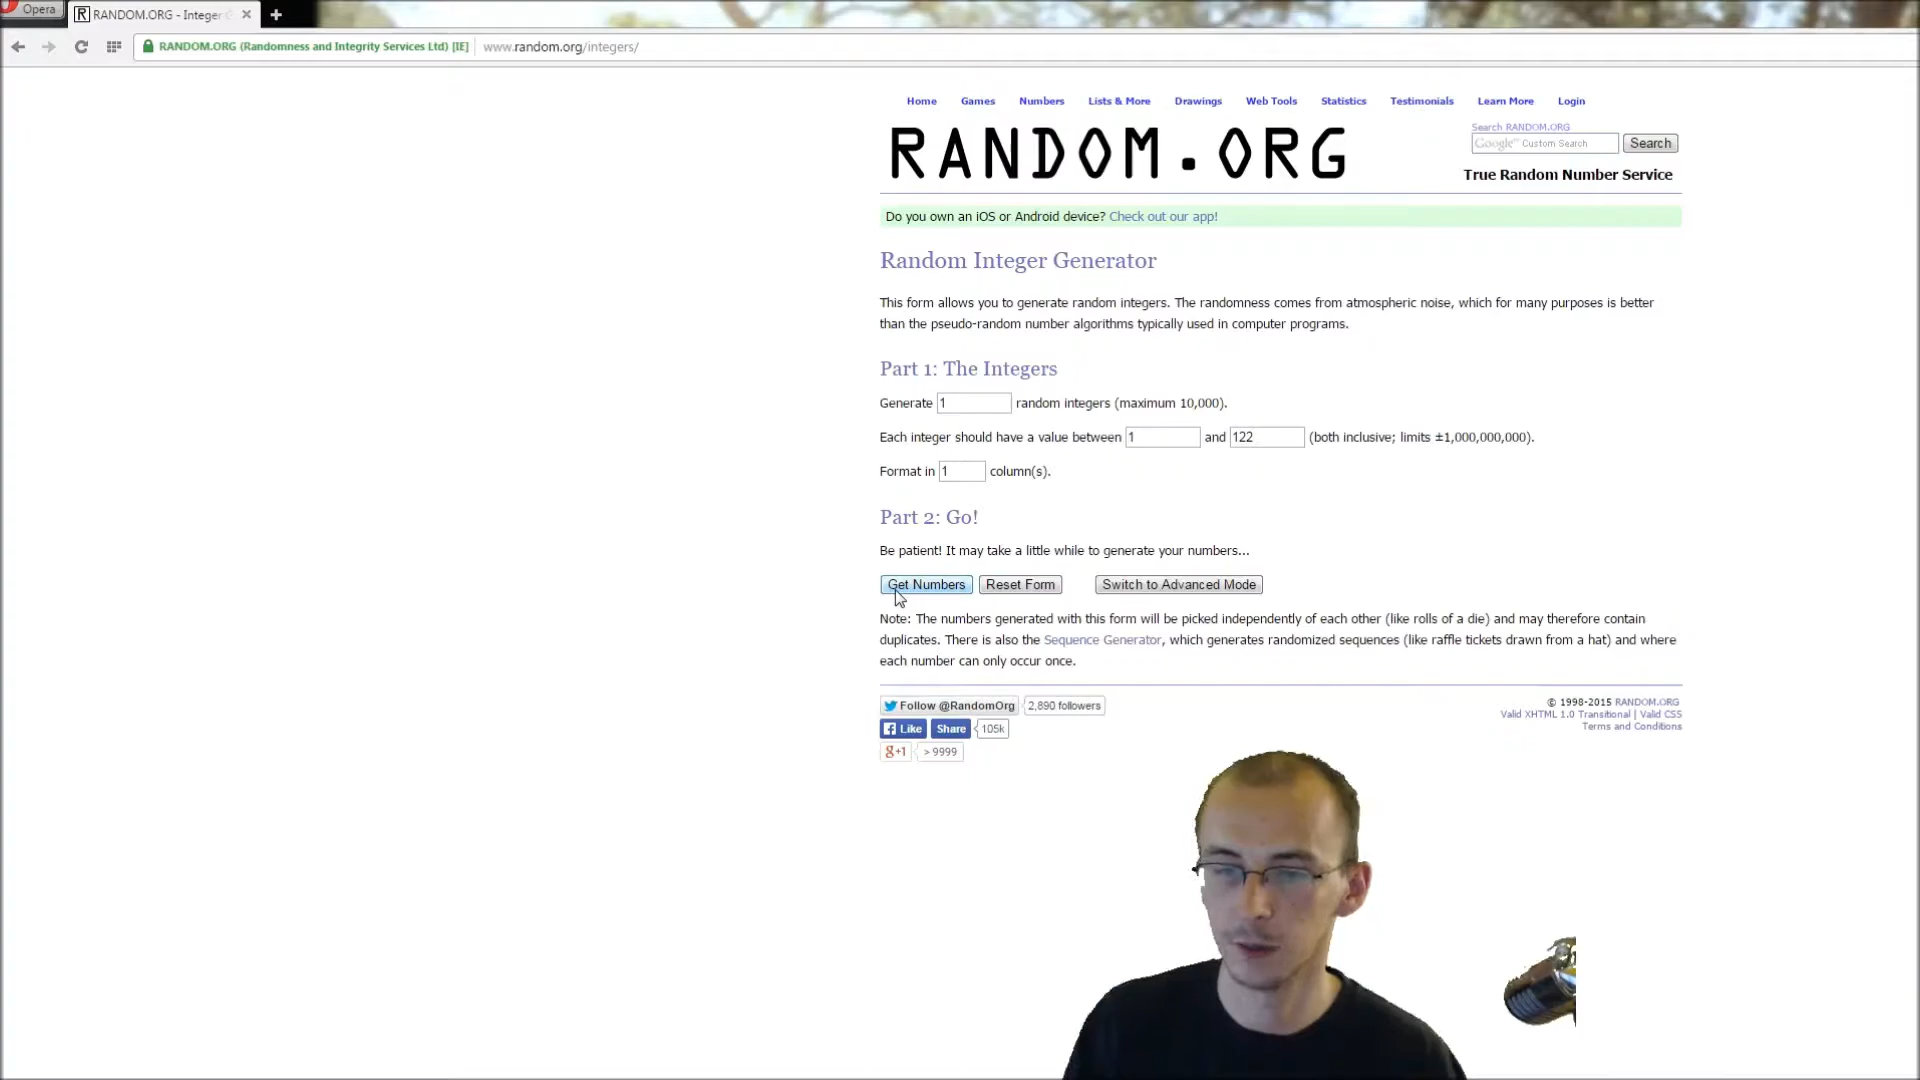 Opera
RANDOM.ORG - Integer
RANDOM.ORG (Randomness and Integrity Services Ltd) [IE]
www.random.org/integers/
Home Games Numbers Lists & More Drawings Web Tools Statistics Testimonials Learn More Login
RANDOM.ORG
Search RANDOM.ORG
Google™ Custom Search
Search
True Random Number Service
Do you own an iOS or Android device? Check out our app!
Random Integer Generator
This form allows you to generate random integers. The randomness comes from atmospheric noise, which for many purposes is better
than the pseudo-random number algorithms typically used in computer programs.
Part 1: The Integers
Generate 1 random integers (maximum 10,000).
Each integer should have a value between 1 and 122 (both inclusive; limits ±1,000,000,000).
Format in 1 column(s).
Part 2: Go!
Be patient! It may take a little while to generate your numbers...
Get Numbers Reset Form Switch to Advanced Mode
Note: The numbers generated with this form will be picked independently of each other (like rolls of a die) and may therefore contain
duplicates. There is also the Sequence Generator, which generates randomized sequences (like raffle tickets drawn from a hat) and where
each number can only occur once.
Follow @RandomOrg 2,890 followers
Like Share 105k
g+1 > 9999
© 1998-2015 RANDOM.ORG
Valid XHTML 1.0 Transitional | Valid CSS
Terms and Conditions